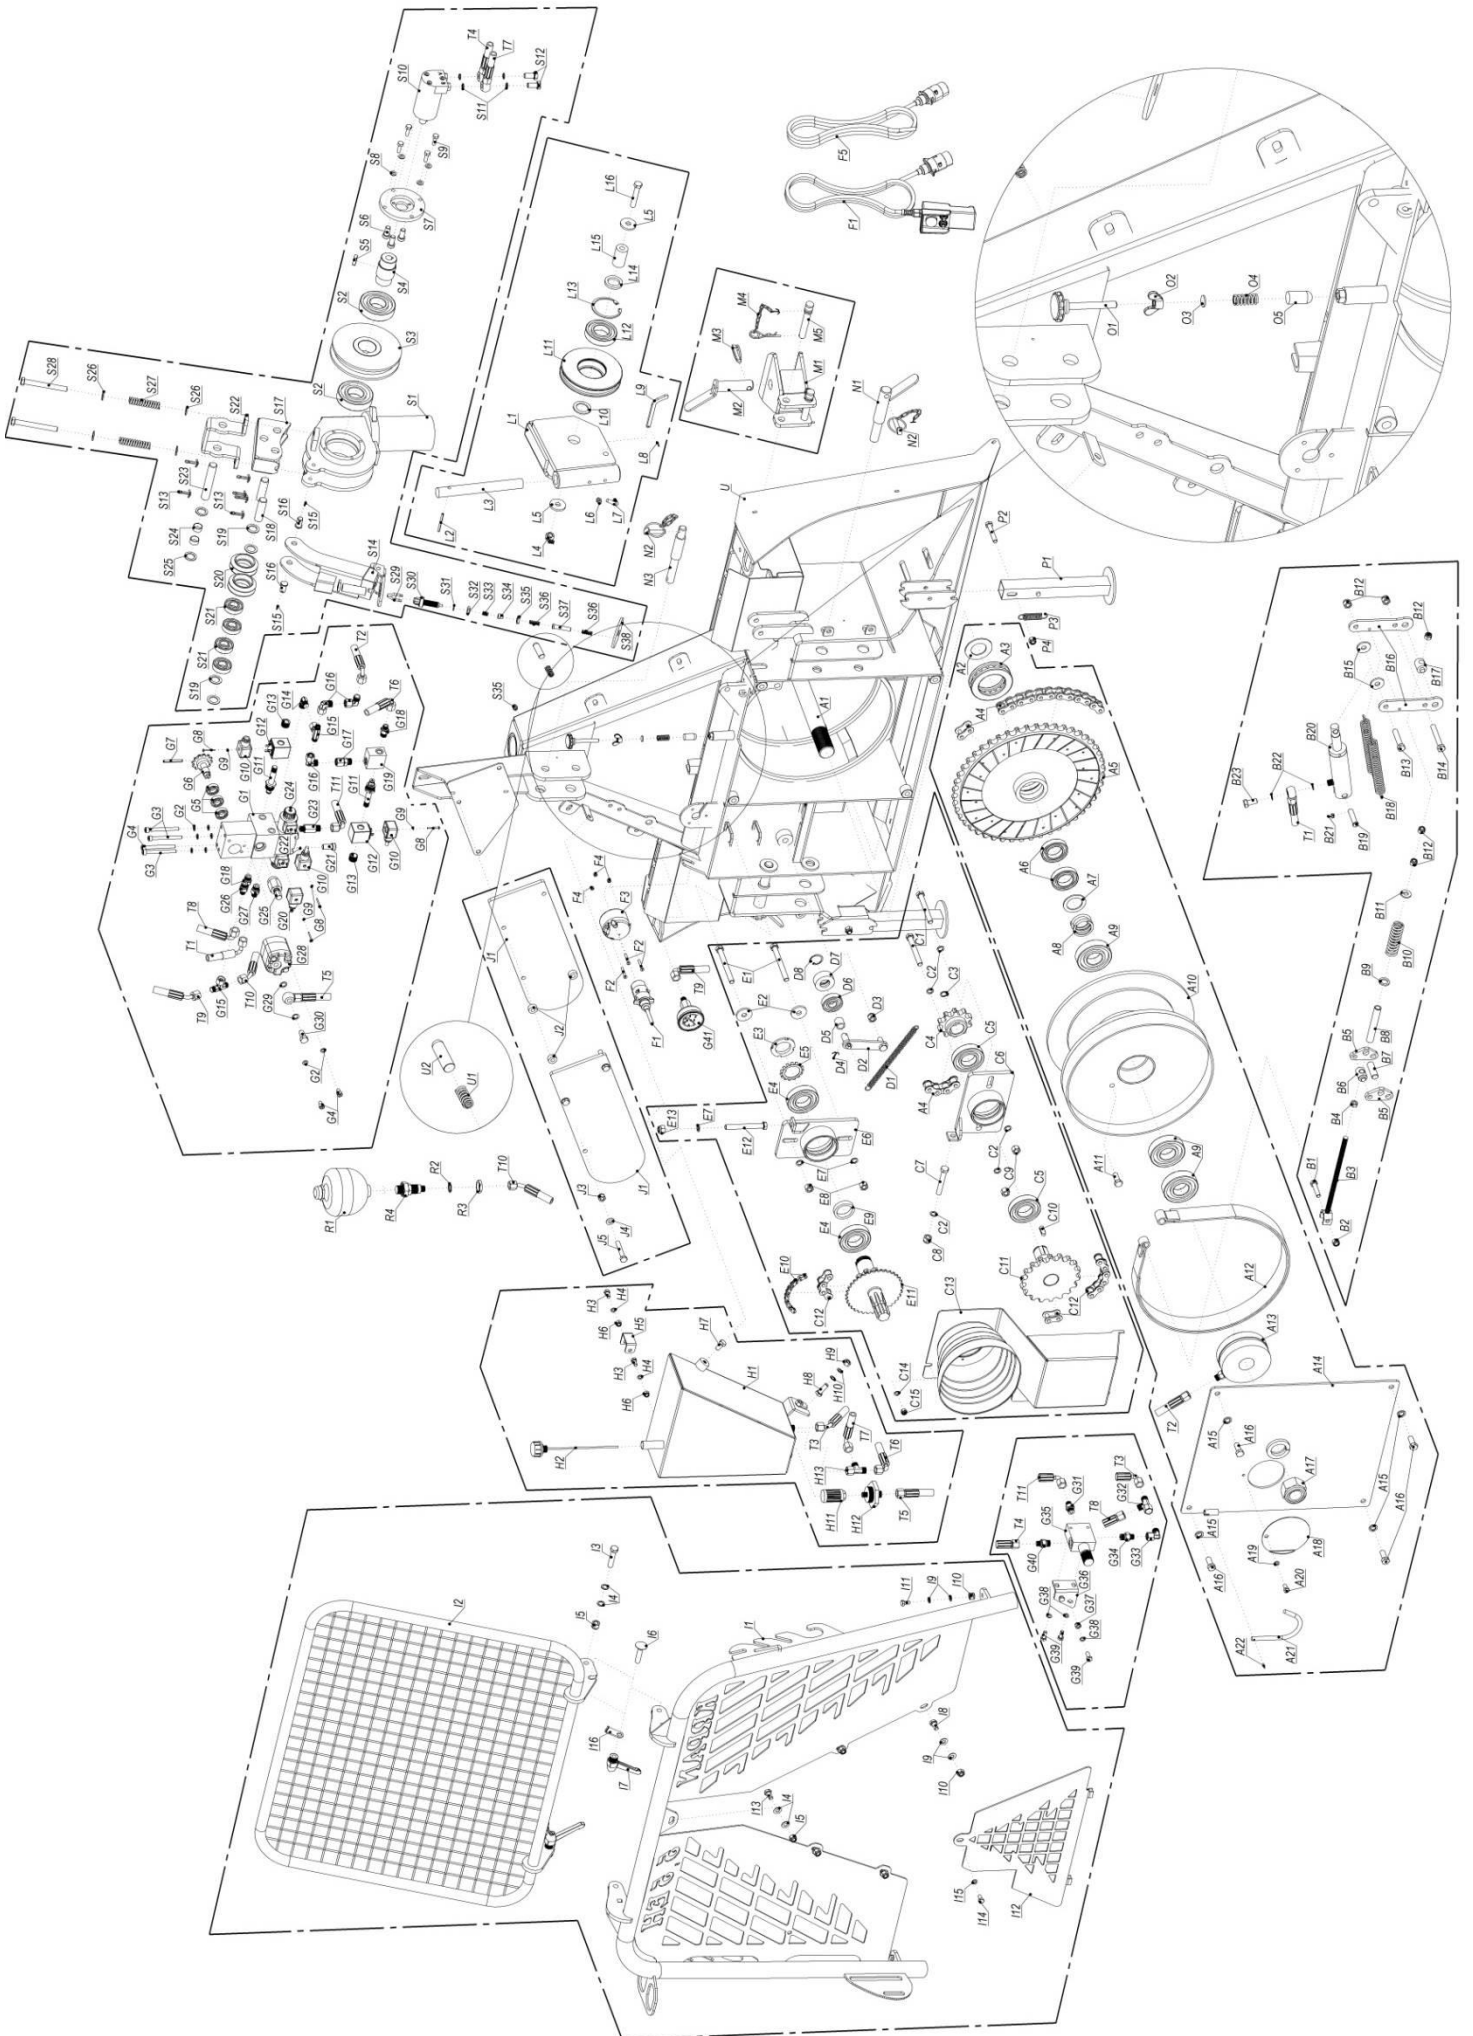 S28
S26
S27
S26
S22
S17
S23
S13
S13
S18
S16
S15
S24
S25
S19
S20
S21
S21
S19
S16
S15
S14
S1
S2
S3
S2
S4
S5
S6
S7
S8
S9
S10
S11
S12
T4
T7
S29
S30
S31
S32
S33
S34
S35
S36
S37
S36
S38
S35
L1
L2
L3
L4
L5
L6
L7
L8
L9
L10
L11
L12
L13
L14
L15
L5
L16
M1
M2
M3
M4
M5
N1
N2
N2
N3
F5
F1
O1
O2
O3
O4
O5
U
P1
P2
P3
P4
G7
G8
G9
G6
G10
G11
G12
G13
G14
G16
T2
T6
G15
G16
G17
G18
G19
G5
G1
G2
G3
G4
G3
G24
G23
T11
G11
G9
G8
G10
G12
G13
G22
G21
G10
G18
G26
G27
G25
G20
G9
G8
G28
T8
T1
T10
G15
T9
G29
T5
G30
G2
G4
U2
U1
J1
J2
J1
J3
J4
J5
F4
F4
F3
F2
F2
F1
T9
G41
R1
R2
R3
R4
T10
E1
E2
E3
E5
E4
E6
E7
E13
E12
E7
E8
E9
E4
E10
C12
E11
D8
D7
D6
D5
D2
D4
D3
D1
C1
C2
C3
C4
C5
C6
A4
C7
C2
C8
C2
C9
C5
C10
C11
C12
C13
C14
C15
A1
A2
A3
A4
A4
A5
A6
A7
A8
A9
A10
A11
A9
A12
A13
T2
A14
A15
A16
A17
A15
A16
A15
A16
A18
A19
A20
A21
A22
B12
B12
B15
B16
B15
B17
B20
B13
B14
B18
B19
B21
B22
B23
T1
B12
B11
B10
B9
B8
B5
B7
B6
B5
B4
B3
B1
B2
H3
H4
H6
H5
H3
H4
H6
H7
H1
H2
H8
H9
H10
T3
T7
T6
H13
H11
H12
T5
T11
G31
T3
G32
G35
T8
T4
G40
G34
G33
G36
G38
G37
G38
G39
G39
I1
I2
I3
I4
I5
I6
I16
I7
I11
I9
I10
I8
I9
I10
I13
I4
I5
I15
I14
I12
KRPAN